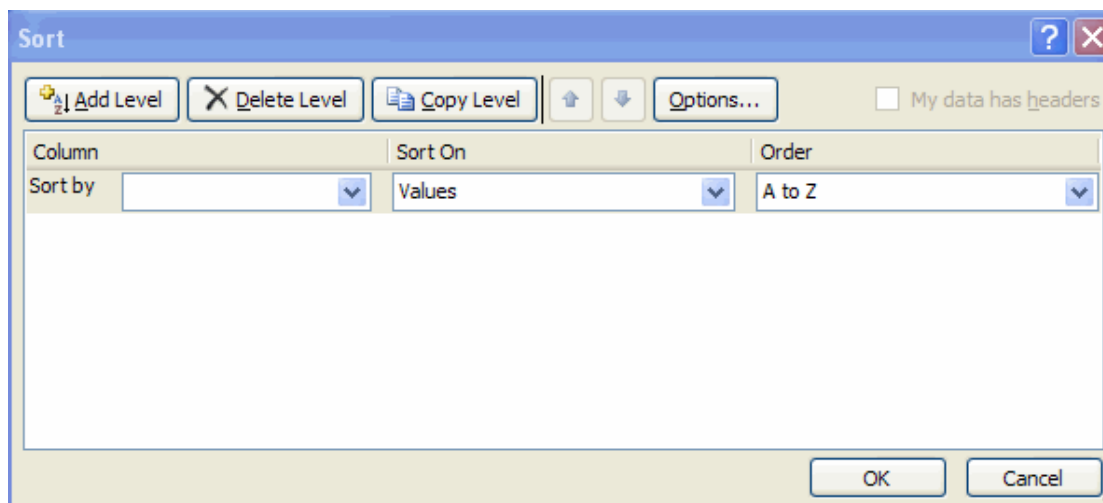 Sort
Add Level Delete Level Copy Level Options... My data has headers
Column Sort On Order
Sort by Values A to Z
OK Cancel